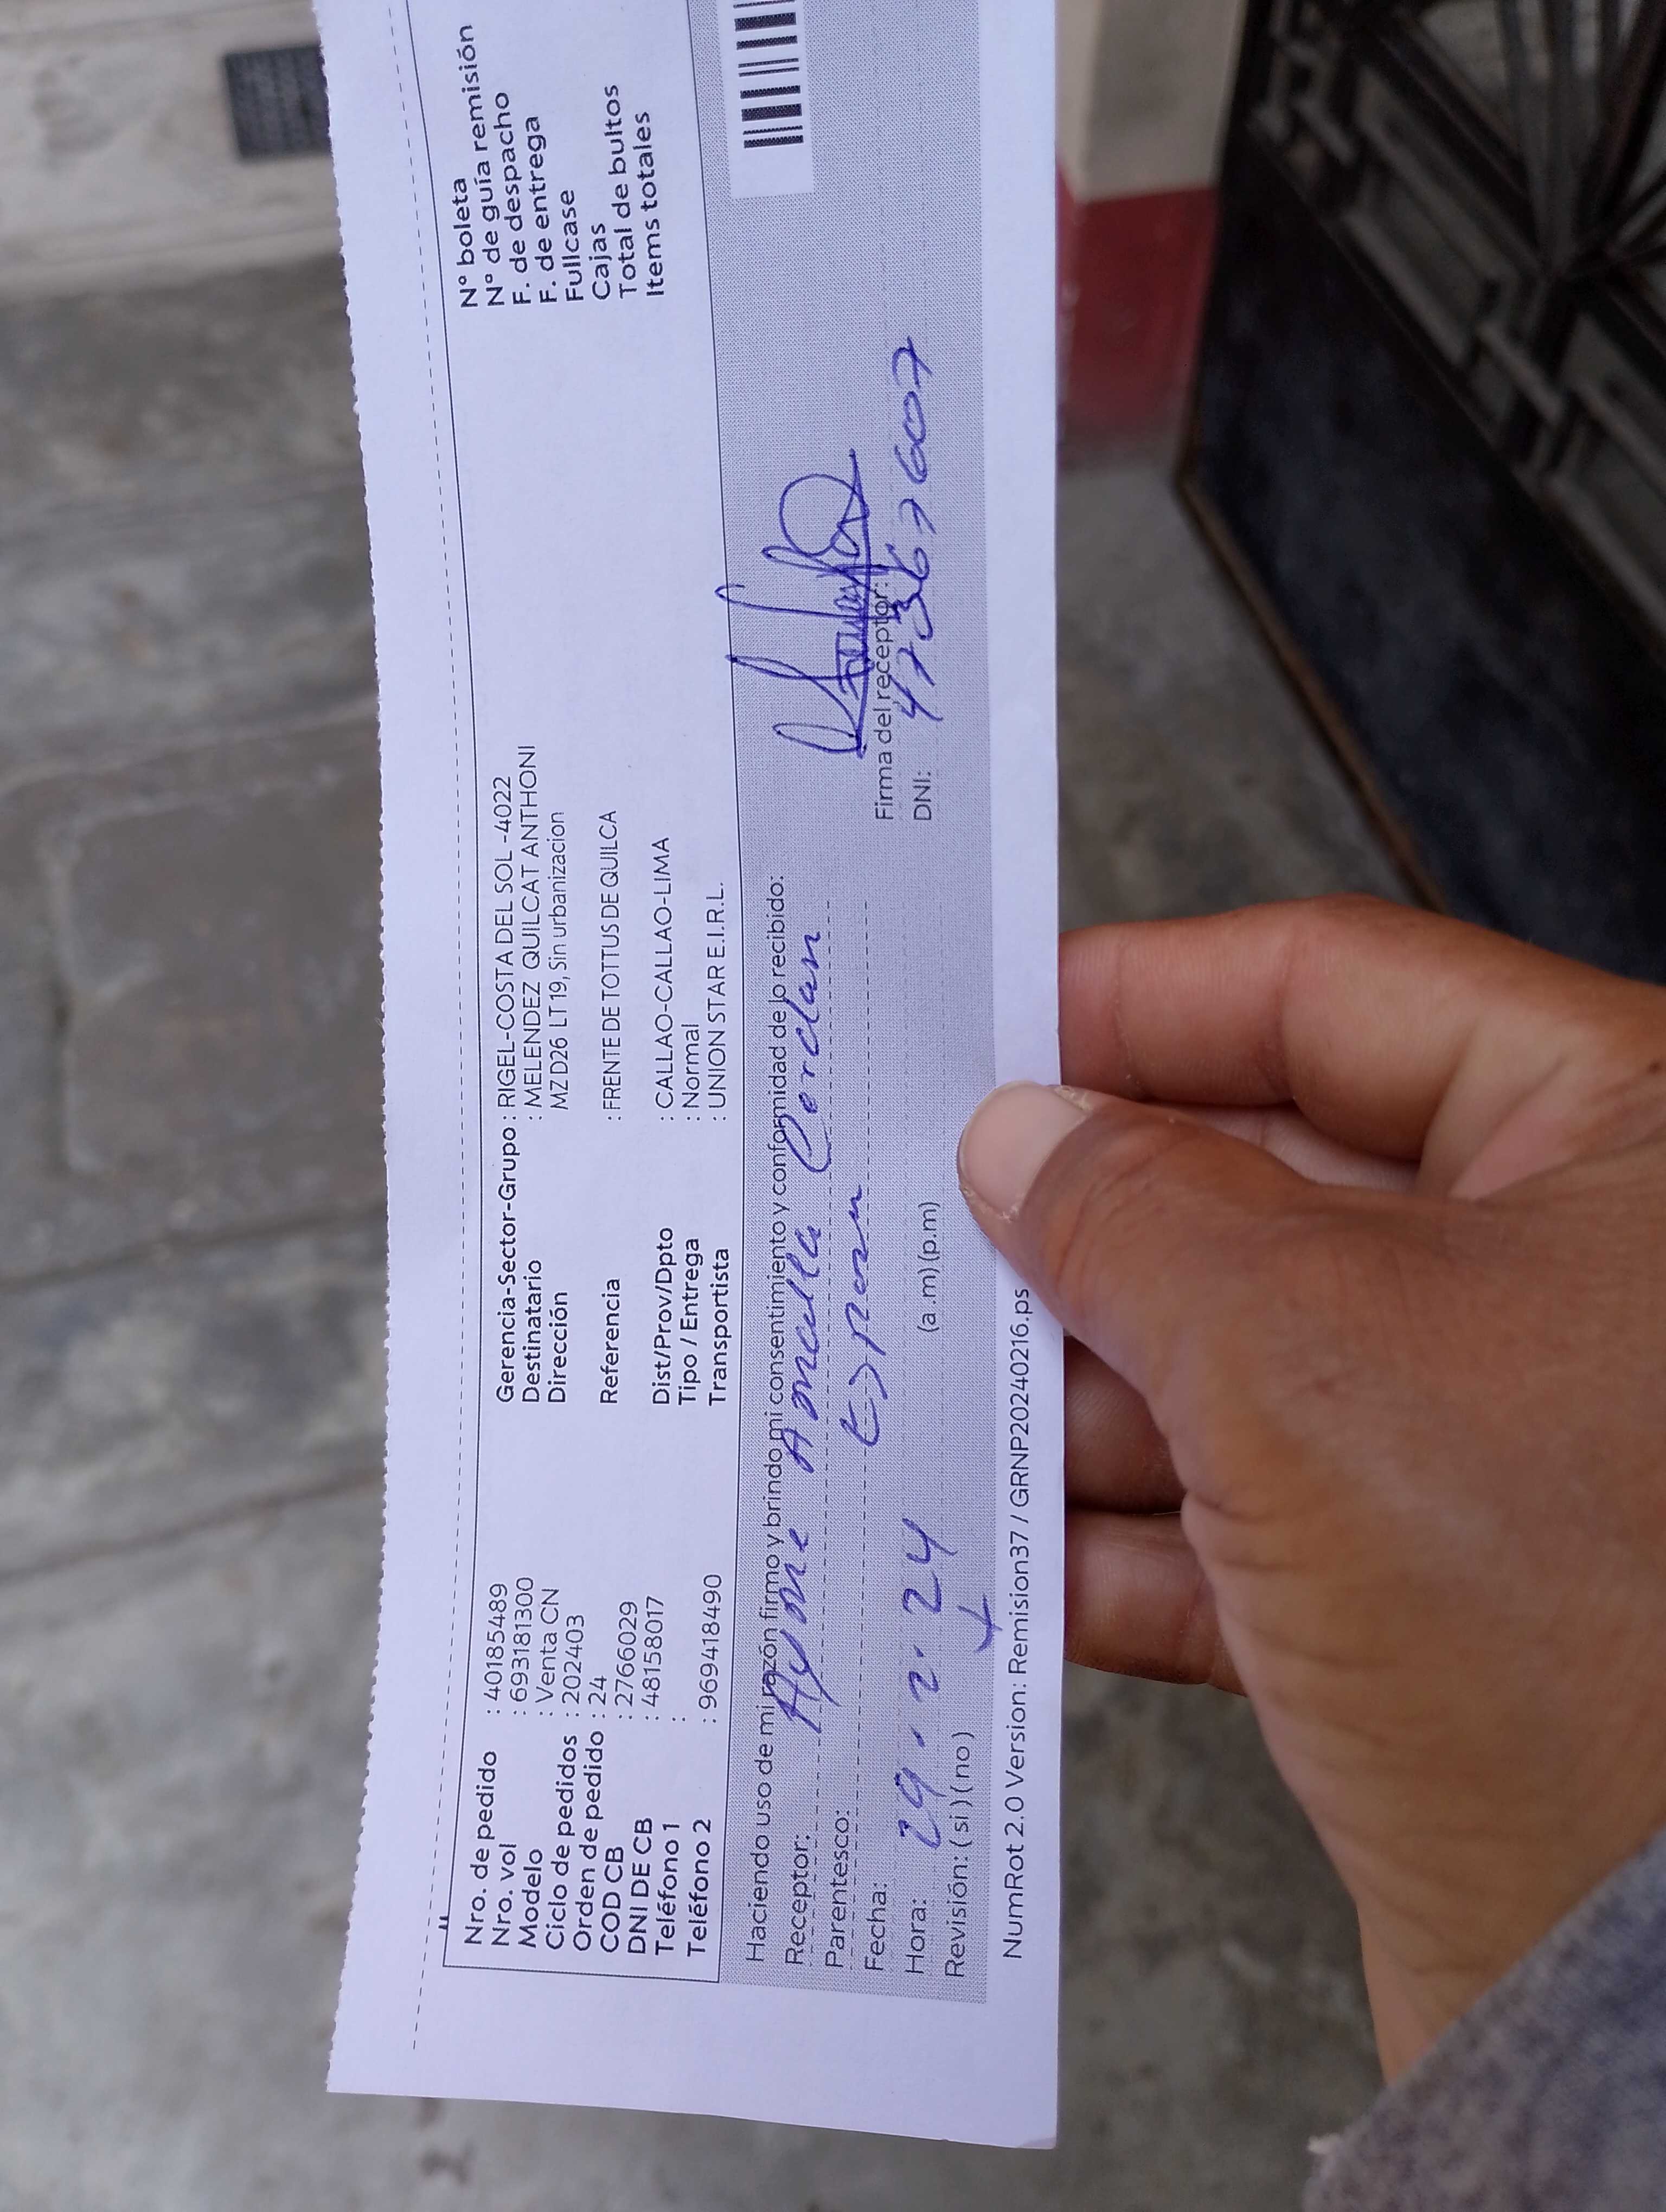 Nro. de pedido : 40185489
Nro. vol : 693181300
Modelo : Venta CN
Ciclo de pedidos : 202403
Orden de pedido : 24
COD CB : 2766029
DNI DE CB : 48158017
Teléfono 1 :
Teléfono 2 : 969418490
Gerencia-Sector-Grupo : RIGEL-COSTA DEL SOL -4022
Destinatario : MELENDEZ QUILCAT ANTHONI
Dirección MZ D26 LT 19, Sin urbanizacion
Referencia : FRENTE DE TOTTUS DE QUILCA
Dist/Prov/Dpto : CALLAO-CALLAO-LIMA
Tipo / Entrega : Normal
Transportista : UNION STAR E.I.R.L.
N° boleta
N° de guía remisión
F. de despacho
F. de entrega
Fullcase
Cajas
Total de bultos
Items totales
Haciendo uso de mi razón firmo y brindo mi consentimiento y conformidad de lo recibido:
Receptor: Ayme Ancalla
Parentesco:
Fecha: 29.2.24
Hora: (a.m)(p.m)
Revisión: (si)(no)
Firma del receptor:
DNI: 47367607
NumRot 2.0 Version: Remision37 / GRNP20240216.ps